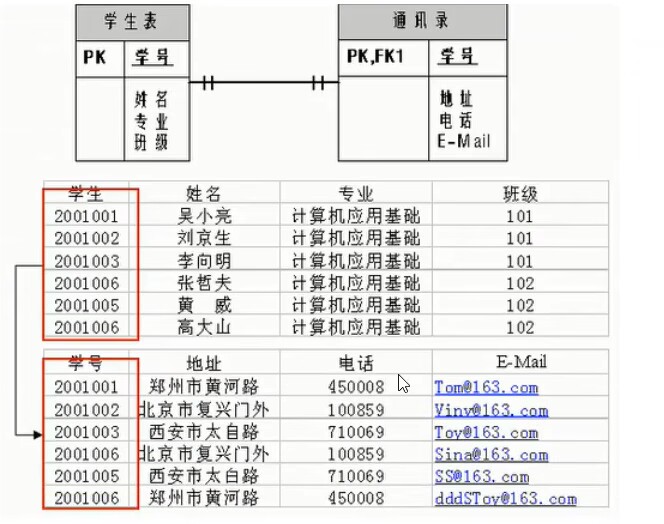 学生表 通讯录
PK 学号 PK,FK1 学号
姓名 地址
专业 电话
班级 E-Mail
学生 姓名 专业 班级
2001001 吴小亮 计算机应用基础 101
2001002 刘京生 计算机应用基础 101
2001003 李向明 计算机应用基础 101
2001006 张哲夫 计算机应用基础 102
2001005 黄 威 计算机应用基础 102
2001006 高大山 计算机应用基础 102
学号 地址 电话 E-Mail
2001001 郑州市黄河路 450008 Tom@163.com
2001002 北京市复兴门外 100859 Vinv@163.com
2001003 西安市太自路 710069 Toy@163.com
2001006 北京市复兴门外 100859 Sina@163.com
2001005 西安市太白路 710069 SS@163.com
2001006 郑州市黄河路 450008 dddSToy@163.com